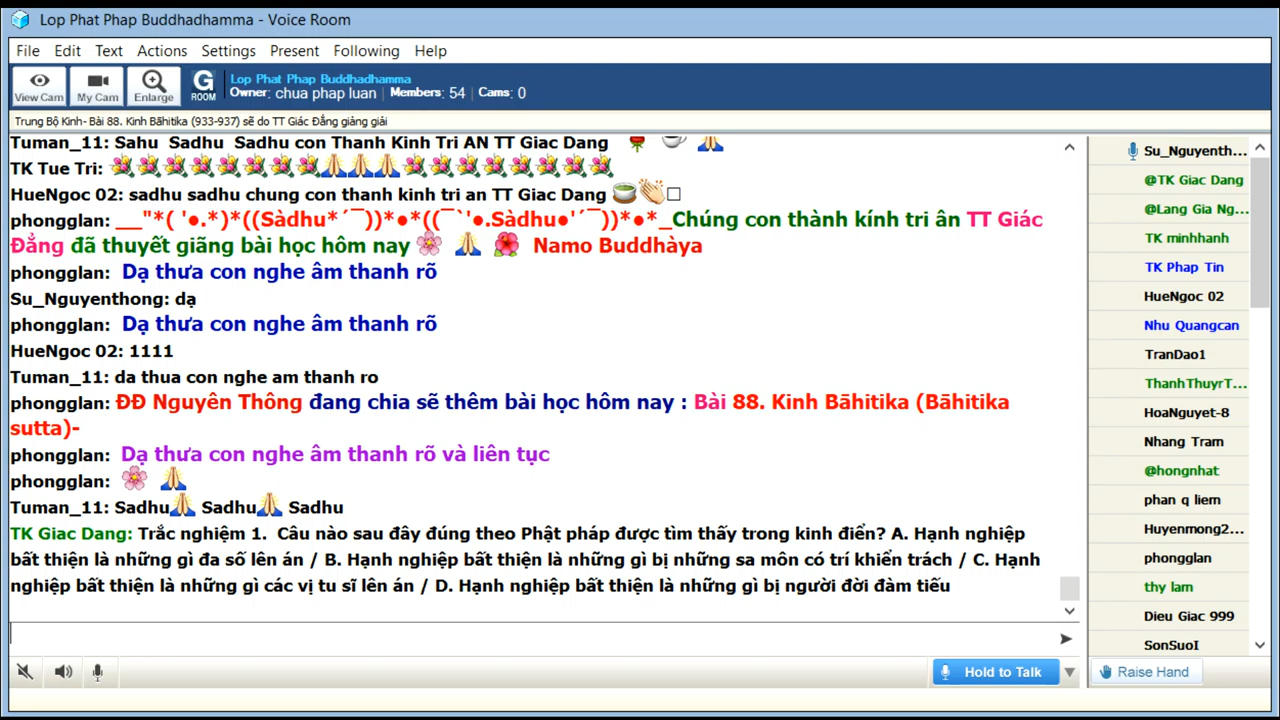 Lop Phat Phap Buddhadhamma - Voice Room
File Edit Text Actions Settings Present Following Help
View Cam My Cam Enlarge G ROOM
Lop Phat Phap Buddhadhamma
Owner: chua phap luan Members: 54 Cams: 0
Trung Bộ Kinh- Bài 88. Kinh Bāhitika (933-937) sẽ do TT Giác Đẳng giảng giải
Tuman_11: Sahu Sadhu Sadhu con Thanh Kinh Tri AN TT Giac Dang 🌹 ☕ 🙏
TK Tue Tri: 💐💐💐💐💐💐💐💐🙏🙏🙏💐💐💐💐💐💐💐💐
HueNgoc 02: sadhu sadhu chung con thanh kinh tri an TT Giac Dang 🍵👏□
phongglan: __"*( '●.*)*((Sàdhu*´¯))*●*((¯`'●.Sàdhu●'´¯))*●*_Chúng con thành kính tri ân TT Giác
Đẳng đã thuyết giãng bài học hôm nay 🌸 🙏 🌺 Namo Buddhàya
phongglan: Dạ thưa con nghe âm thanh rõ
Su_Nguyenthong: dạ
phongglan: Dạ thưa con nghe âm thanh rõ
HueNgoc 02: 1111
Tuman_11: da thua con nghe am thanh ro
phongglan: ĐĐ Nguyên Thông đang chia sẽ thêm bài học hôm nay : Bài 88. Kinh Bāhitika (Bāhitika
sutta)-
phongglan: Dạ thưa con nghe âm thanh rõ và liên tục
phongglan: 🌸 🙏
Tuman_11: Sadhu🙏 Sadhu🙏 Sadhu
TK Giac Dang: Trắc nghiệm 1. Câu nào sau đây đúng theo Phật pháp được tìm thấy trong kinh điển? A. Hạnh nghiệp
bất thiện là những gì đa số lên án / B. Hạnh nghiệp bất thiện là những gì bị những sa môn có trí khiển trách / C. Hạnh
nghiệp bất thiện là những gì các vị tu sĩ lên án / D. Hạnh nghiệp bất thiện là những gì bị người đời đàm tiếu
Hold to Talk
Su_Nguyenth...
@TK Giac Dang
@Lang Gia Ng...
TK minhhanh
TK Phap Tin
HueNgoc 02
Nhu Quangcan
TranDao1
ThanhThuyrT...
HoaNguyet-8
Nhang Tram
@hongnhat
phan q liem
Huyenmong2...
phongglan
thy lam
Dieu Giac 999
SonSuoI
Raise Hand